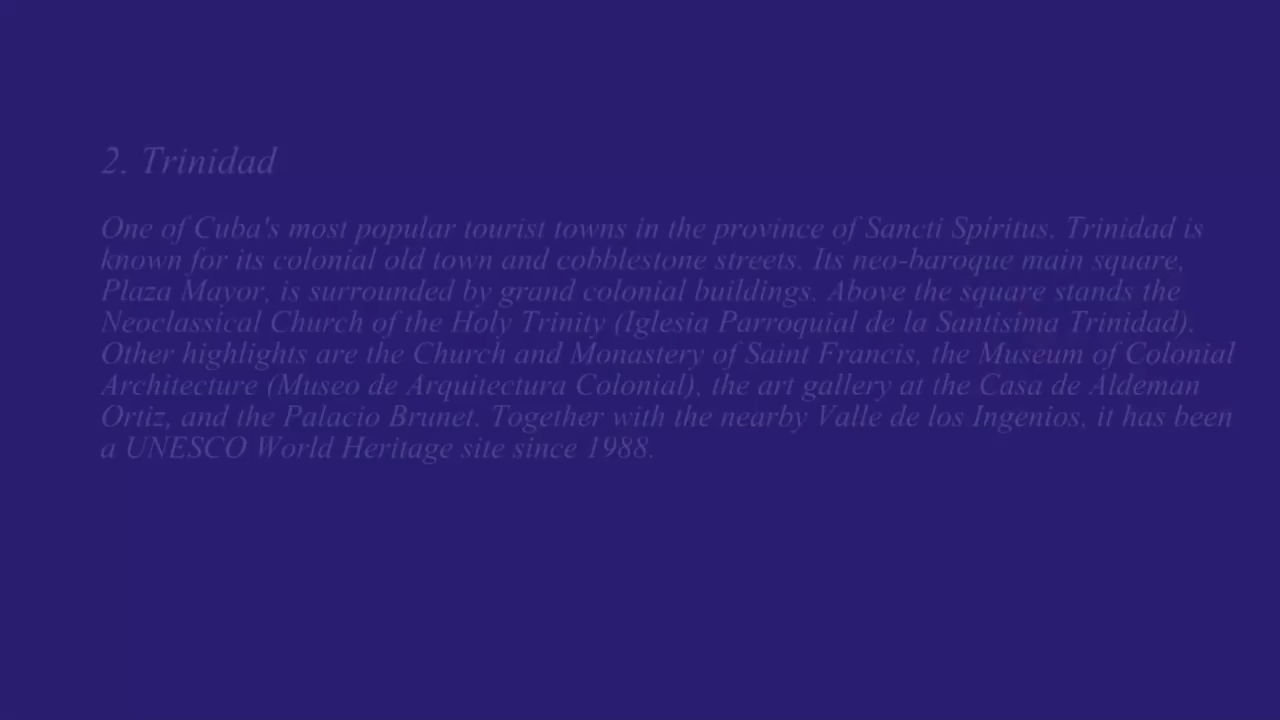 2. Trinidad
One of Cuba's most popular tourist towns in the province of Sancti Spiritus. Trinidad is
known for its colonial old town and cobblestone streets. Its neo-baroque main square,
Plaza Mayor, is surrounded by grand colonial buildings. Above the square stands the
Neoclassical Church of the Holy Trinity (Iglesia Parroquial de la Santisima Trinidad).
Other highlights are the Church and Monastery of Saint Francis, the Museum of Colonial
Architecture (Museo de Arquitectura Colonial), the art gallery at the Casa de Aldeman
Ortiz, and the Palacio Brunet. Together with the nearby Valle de los Ingenios, it has been
a UNESCO World Heritage site since 1988.